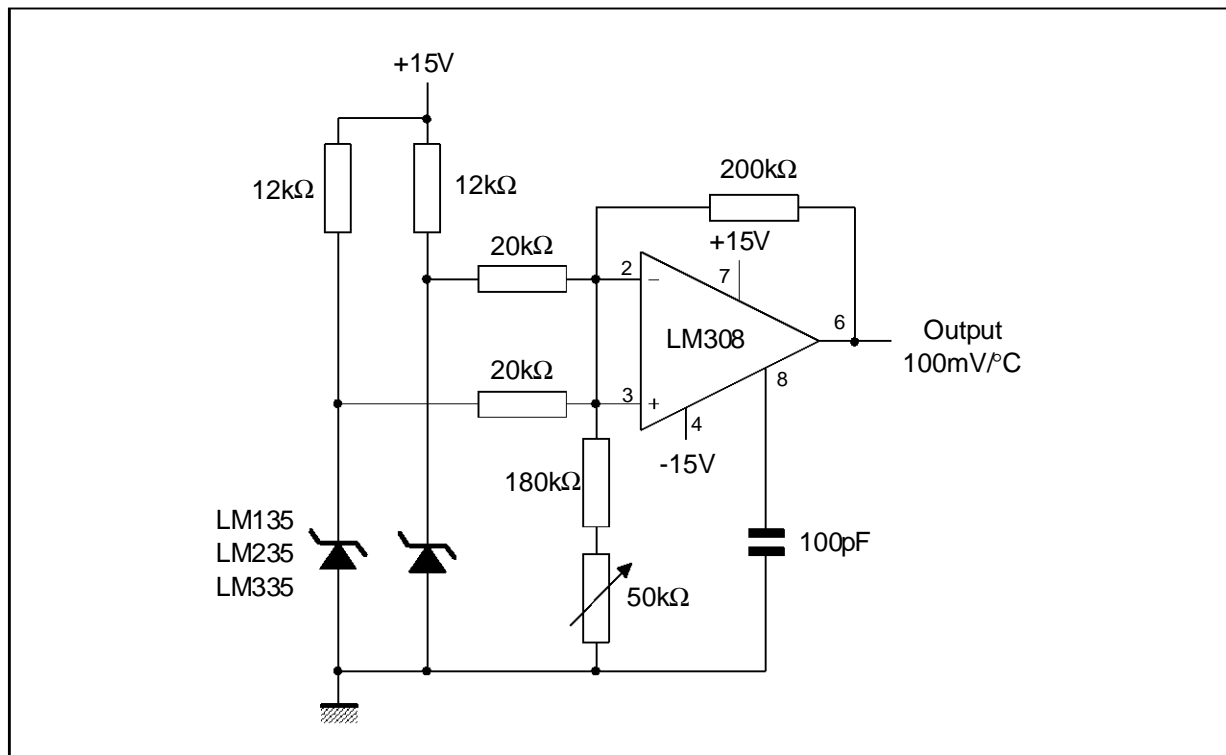 +15V
12kΩ
12kΩ
200kΩ
20kΩ
+15V
2
−
7
6
LM308
Output
100mV/°C
20kΩ
3
+
4
8
-15V
180kΩ
LM135
LM235
LM335
100pF
50kΩ